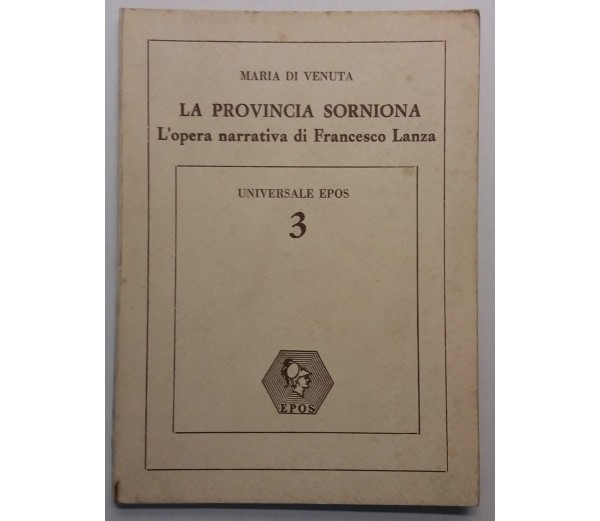 MARIA DI VENUTA
LA PROVINCIA SORNIONA
L'opera narrativa di Francesco Lanza
UNIVERSALE EPOS
3
EPOS